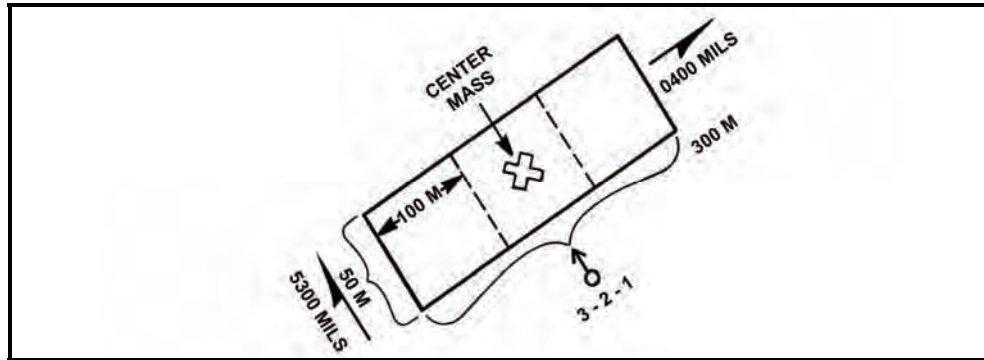 CENTER
MASS
0400 MILS
300 M
100 M
50 M
5300 MILS
3 - 2 - 1